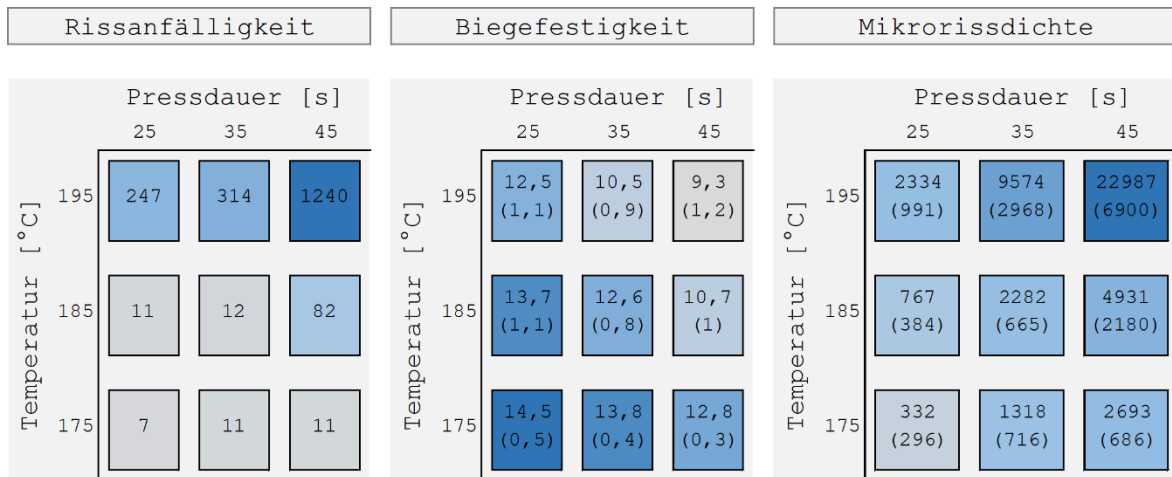 Rissanfälligkeit
Pressdauer [s]
25 35 45
Temperatur [°C]
195 247 314 1240
185 11 12 82
175 7 11 11
Biegefestigkeit
Pressdauer [s]
25 35 45
Temperatur [°C]
195 12,5 10,5 9,3
(1,1) (0,9) (1,2)
185 13,7 12,6 10,7
(1,1) (0,8) (1)
175 14,5 13,8 12,8
(0,5) (0,4) (0,3)
Mikrorissdichte
Pressdauer [s]
25 35 45
Temperatur [°C]
195 2334 9574 22987
(991) (2968) (6900)
185 767 2282 4931
(384) (665) (2180)
175 332 1318 2693
(296) (716) (686)